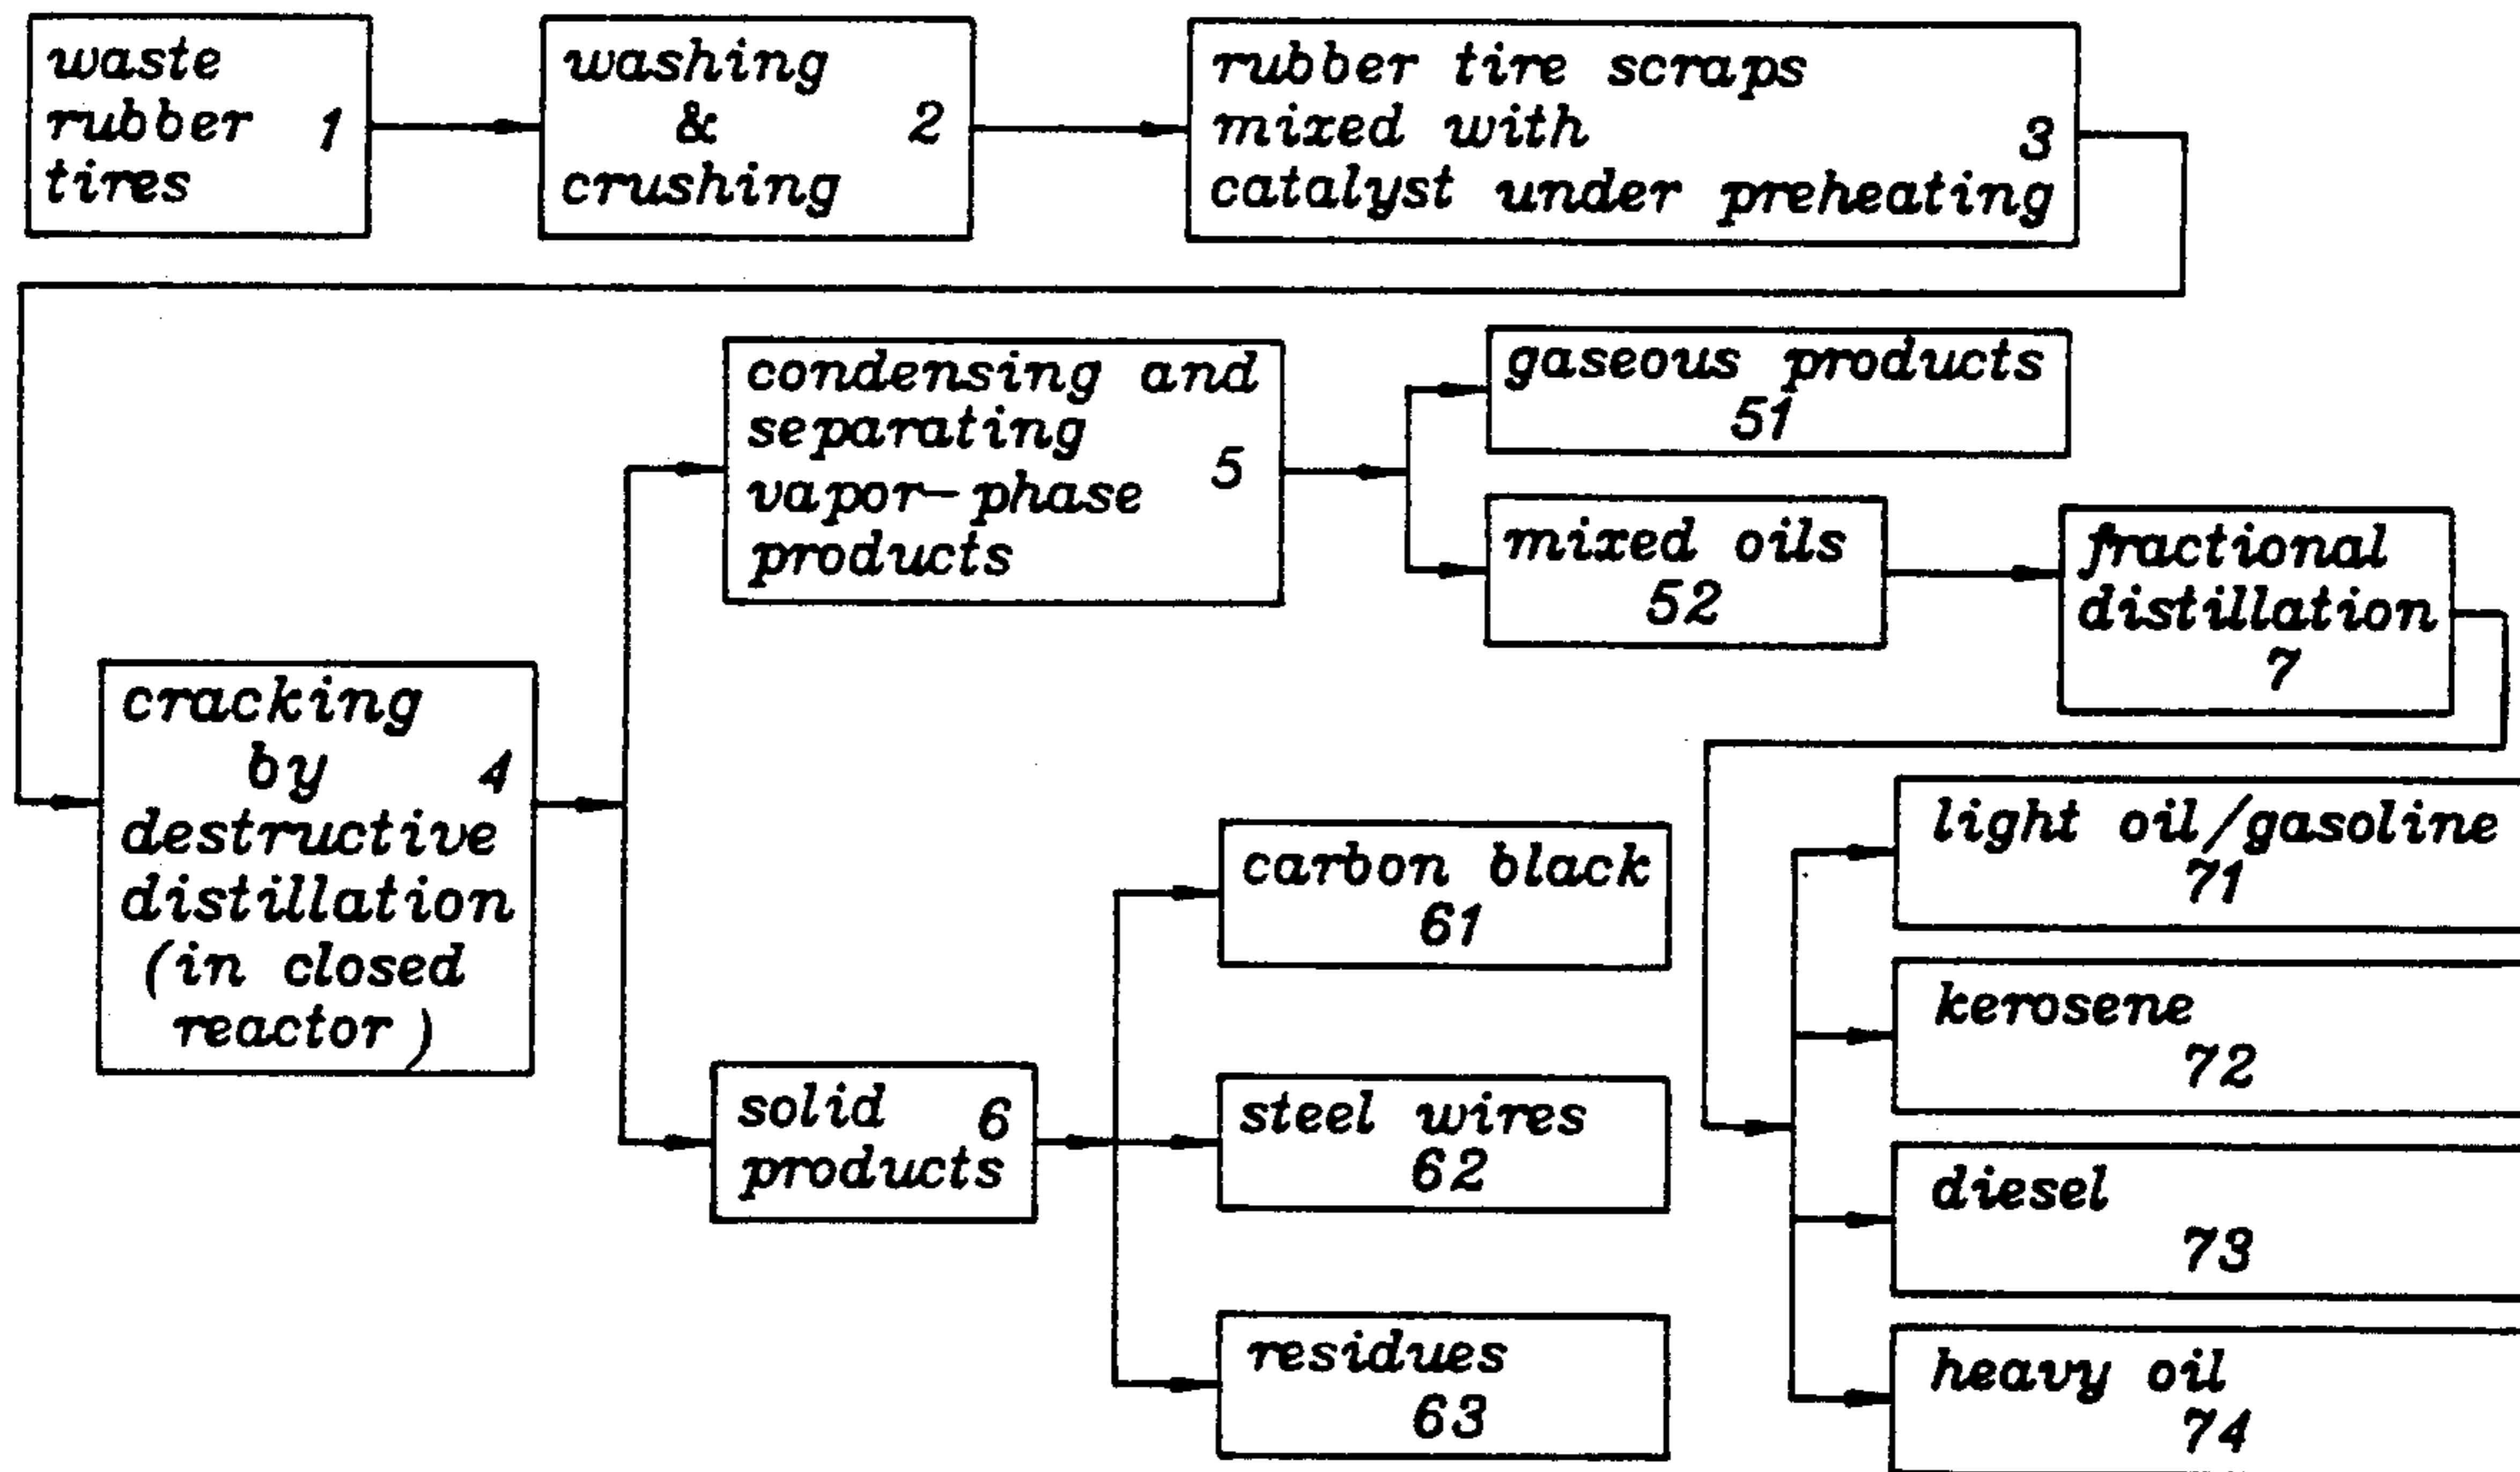 waste
rubber 1
tires
washing
& 2
crushing
rubber tire scraps
mixed with 3
catalyst under preheating
condensing and
separating
5
vapor-phase
products
gaseous products
51
mixed oils
52
fractional
distillation
7
cracking
by 4
destructive
distillation
(in closed
reactor)
solid 6
products
carbon black
61
steel wires
62
residues
63
light oil/gasoline
71
kerosene
72
diesel
73
heavy oil
74